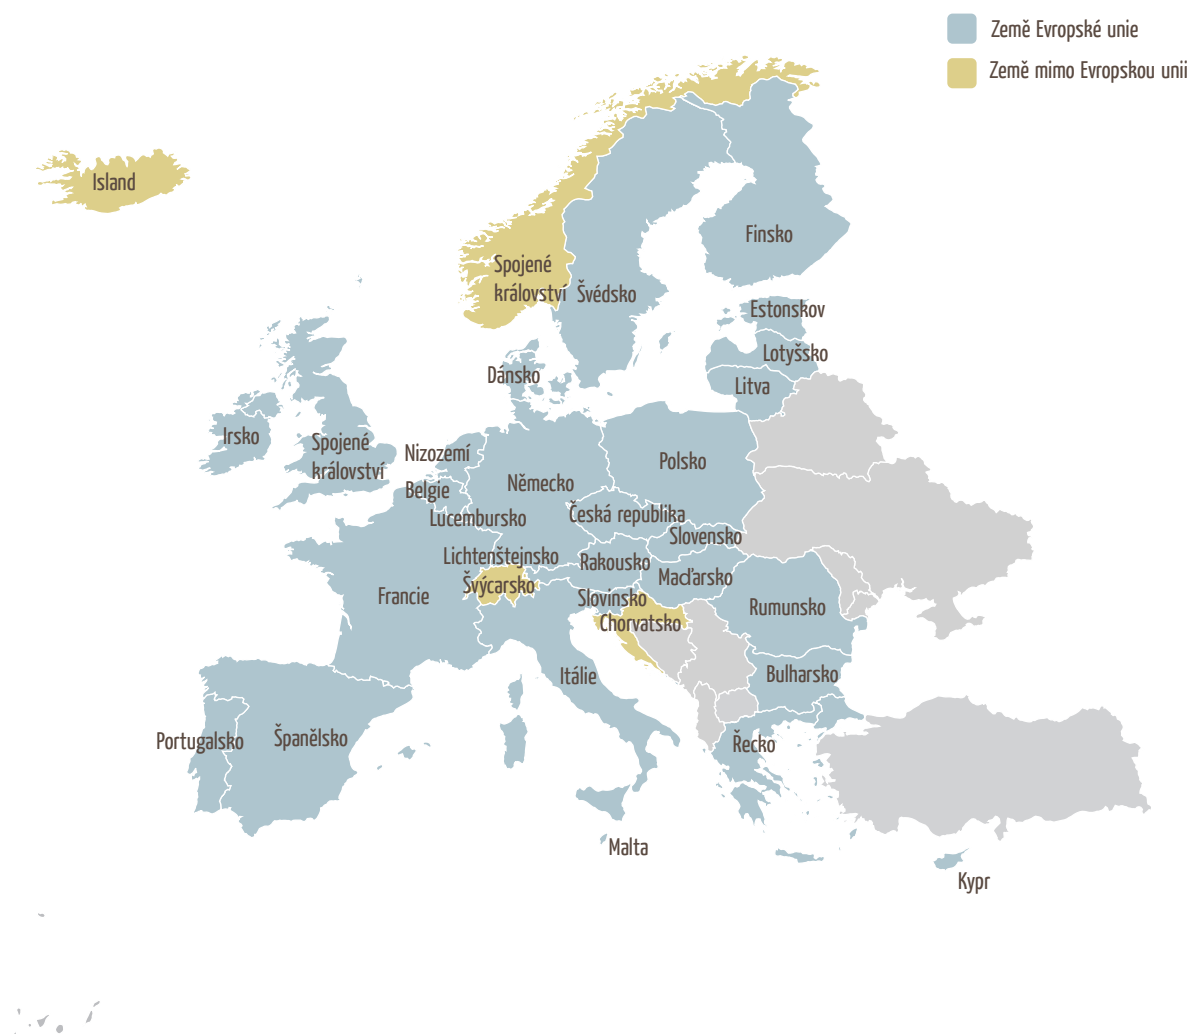 Země Evropské unie
Země mimo Evropskou unii
Island
Finsko
Spojené
království
Švédsko
Estonskov
Lotyšsko
Dánsko
Litva
Irsko
Spojené
království
Nizozemí
Polsko
Belgie
Německo
Lucembursko
Česká republika
Slovensko
Lichtenštejnsko
Rakousko
Švýcarsko
Maďarsko
Francie
Slovinsko
Rumunsko
Chorvatsko
Itálie
Bulharsko
Portugalsko
Španělsko
Řecko
Malta
Kypr